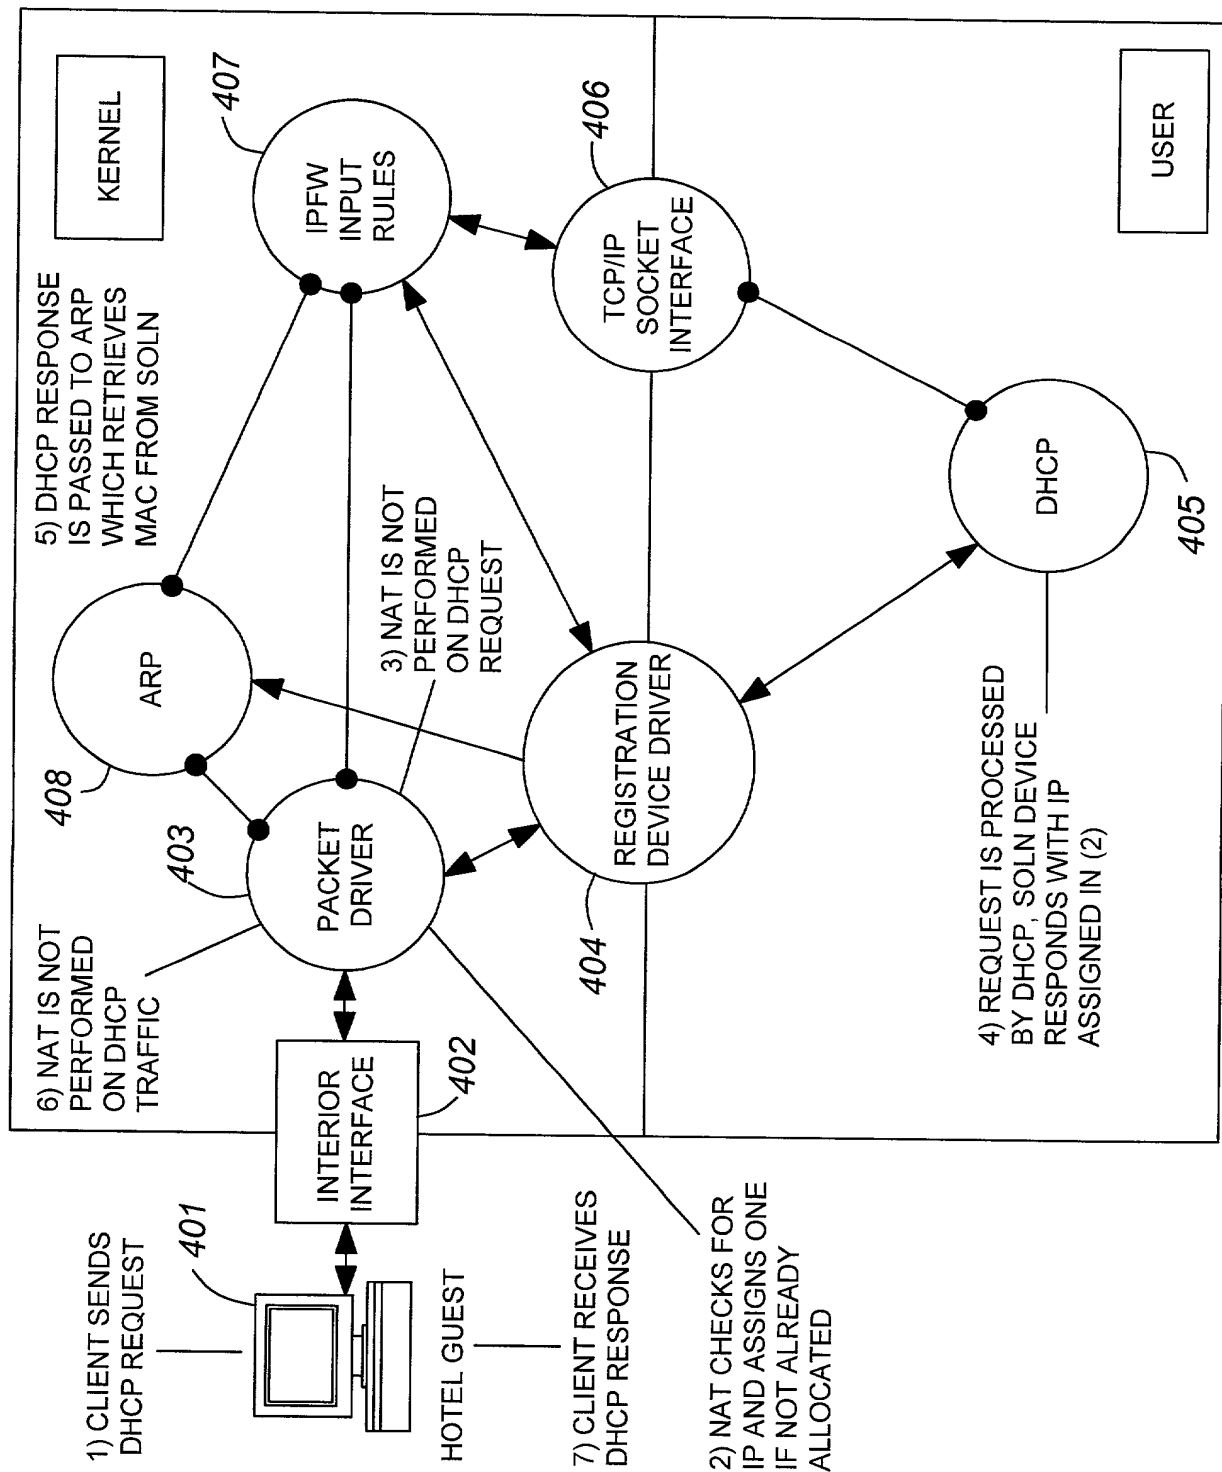 1) CLIENT SENDS
DHCP REQUEST
401
HOTEL GUEST
7) CLIENT RECEIVES
DHCP RESPONSE
2) NAT CHECKS FOR
IP AND ASSIGNS ONE
IF NOT ALREADY
ALLOCATED
INTERIOR
INTERFACE
402
6) NAT IS NOT
PERFORMED
ON DHCP
TRAFFIC
403
PACKET
DRIVER
408
ARP
3) NAT IS NOT
PERFORMED
ON DHCP
REQUEST
404
REGISTRATION
DEVICE DRIVER
4) REQUEST IS PROCESSED
BY DHCP, SOLN DEVICE
RESPONDS WITH IP
ASSIGNED IN (2)
5) DHCP RESPONSE
IS PASSED TO ARP
WHICH RETRIEVES
MAC FROM SOLN
KERNEL
407
IPFW
INPUT
RULES
406
TCP/IP
SOCKET
INTERFACE
DHCP
405
USER